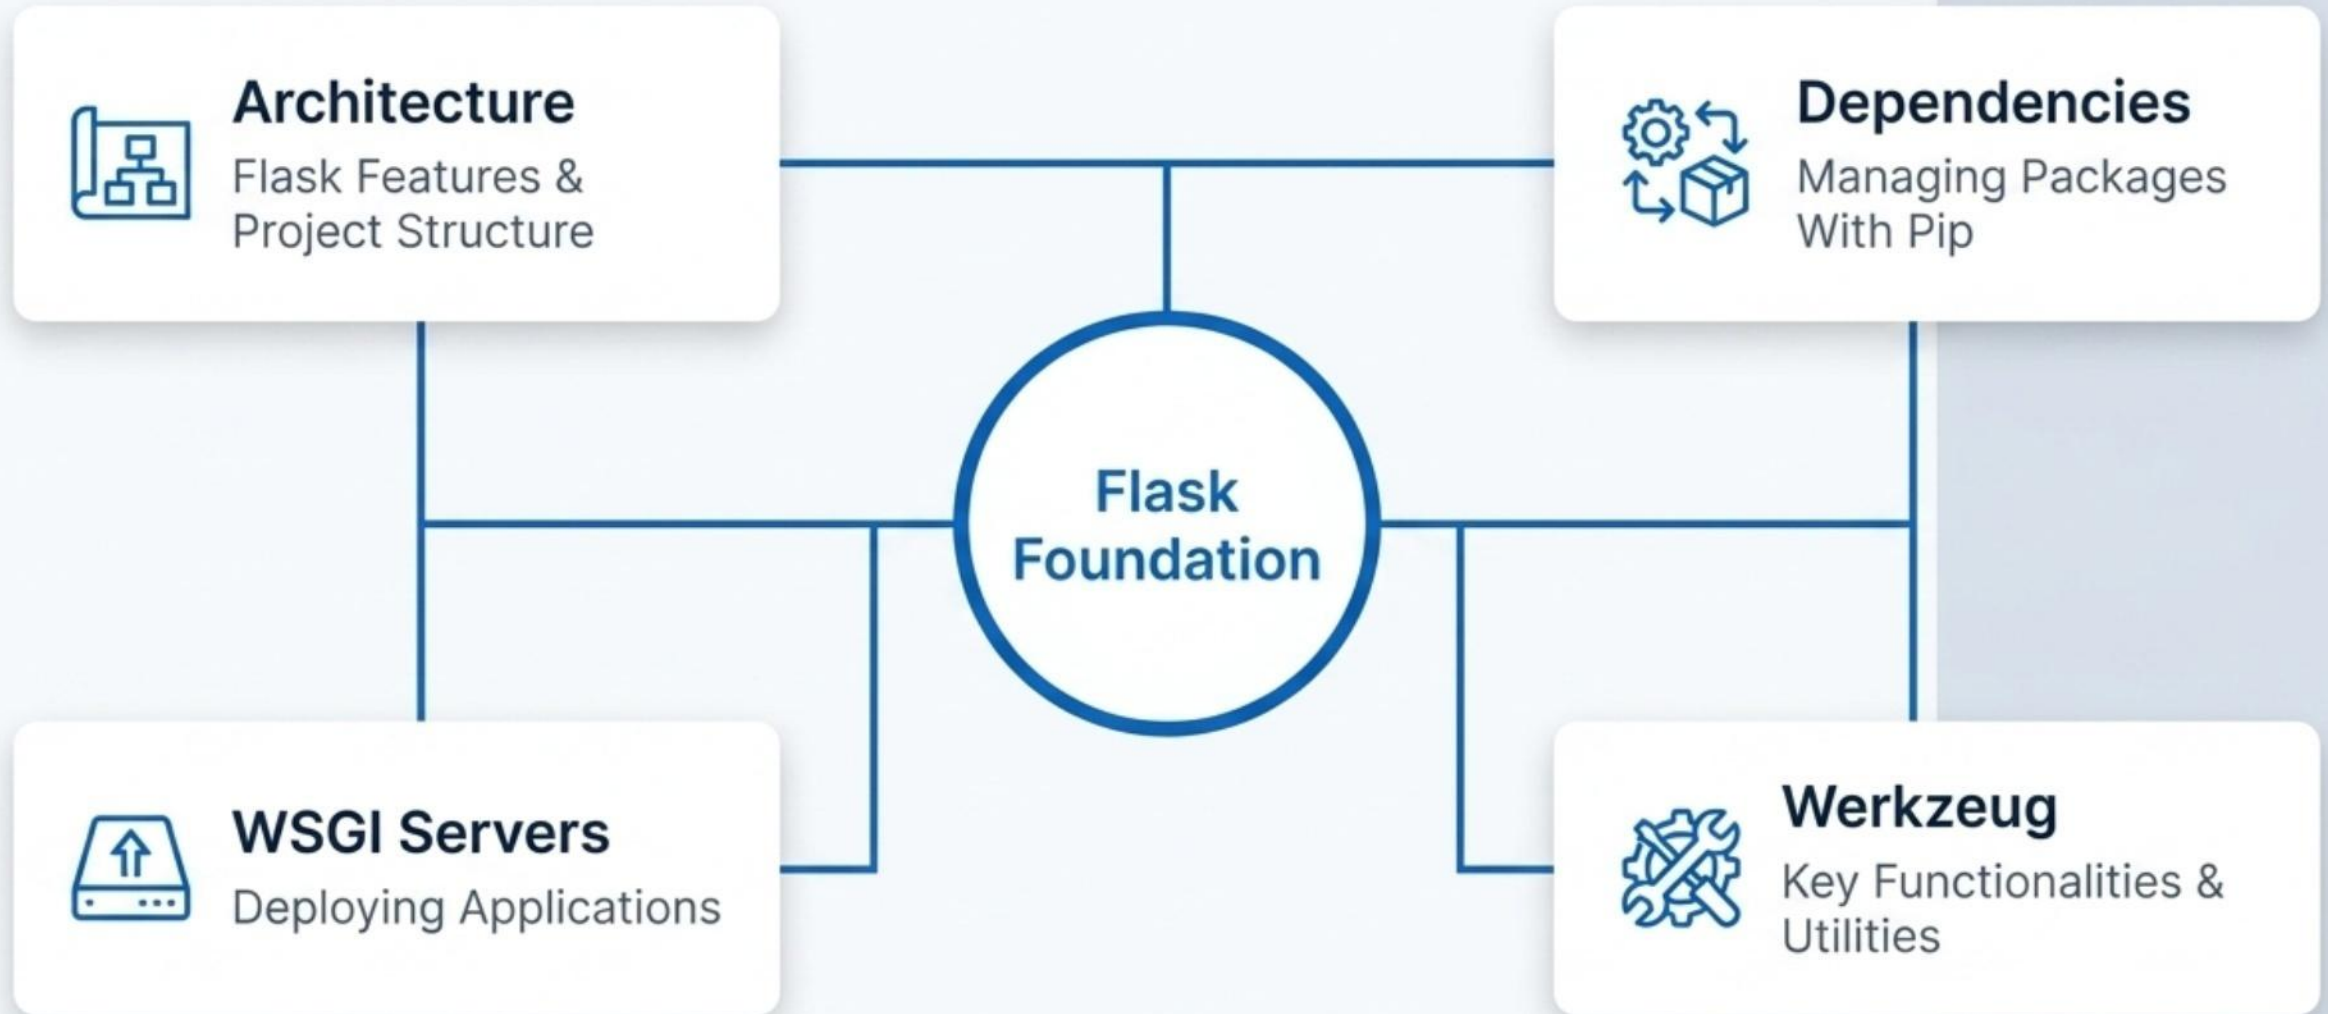 Architecture
Flask Features &
Project Structure
Dependencies
Managing Packages
With Pip
Flask
Foundation
WSGI Servers
Deploying Applications
Werkzeug
Key Functionalities &
Utilities